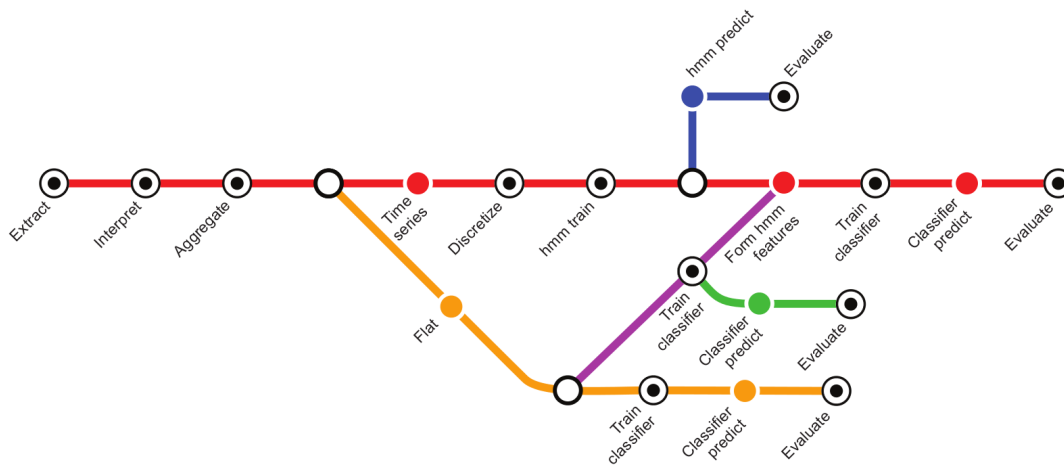 hmm predict
Evaluate
Extract
Interpret
Aggregate
Time
series
Discretize
hmm train
Form hmm
features
Train
classifier
Classifier
predict
Evaluate
Flat
Train
classifier
Classifier
predict
Evaluate
Train
classifier
Classifier
predict
Evaluate